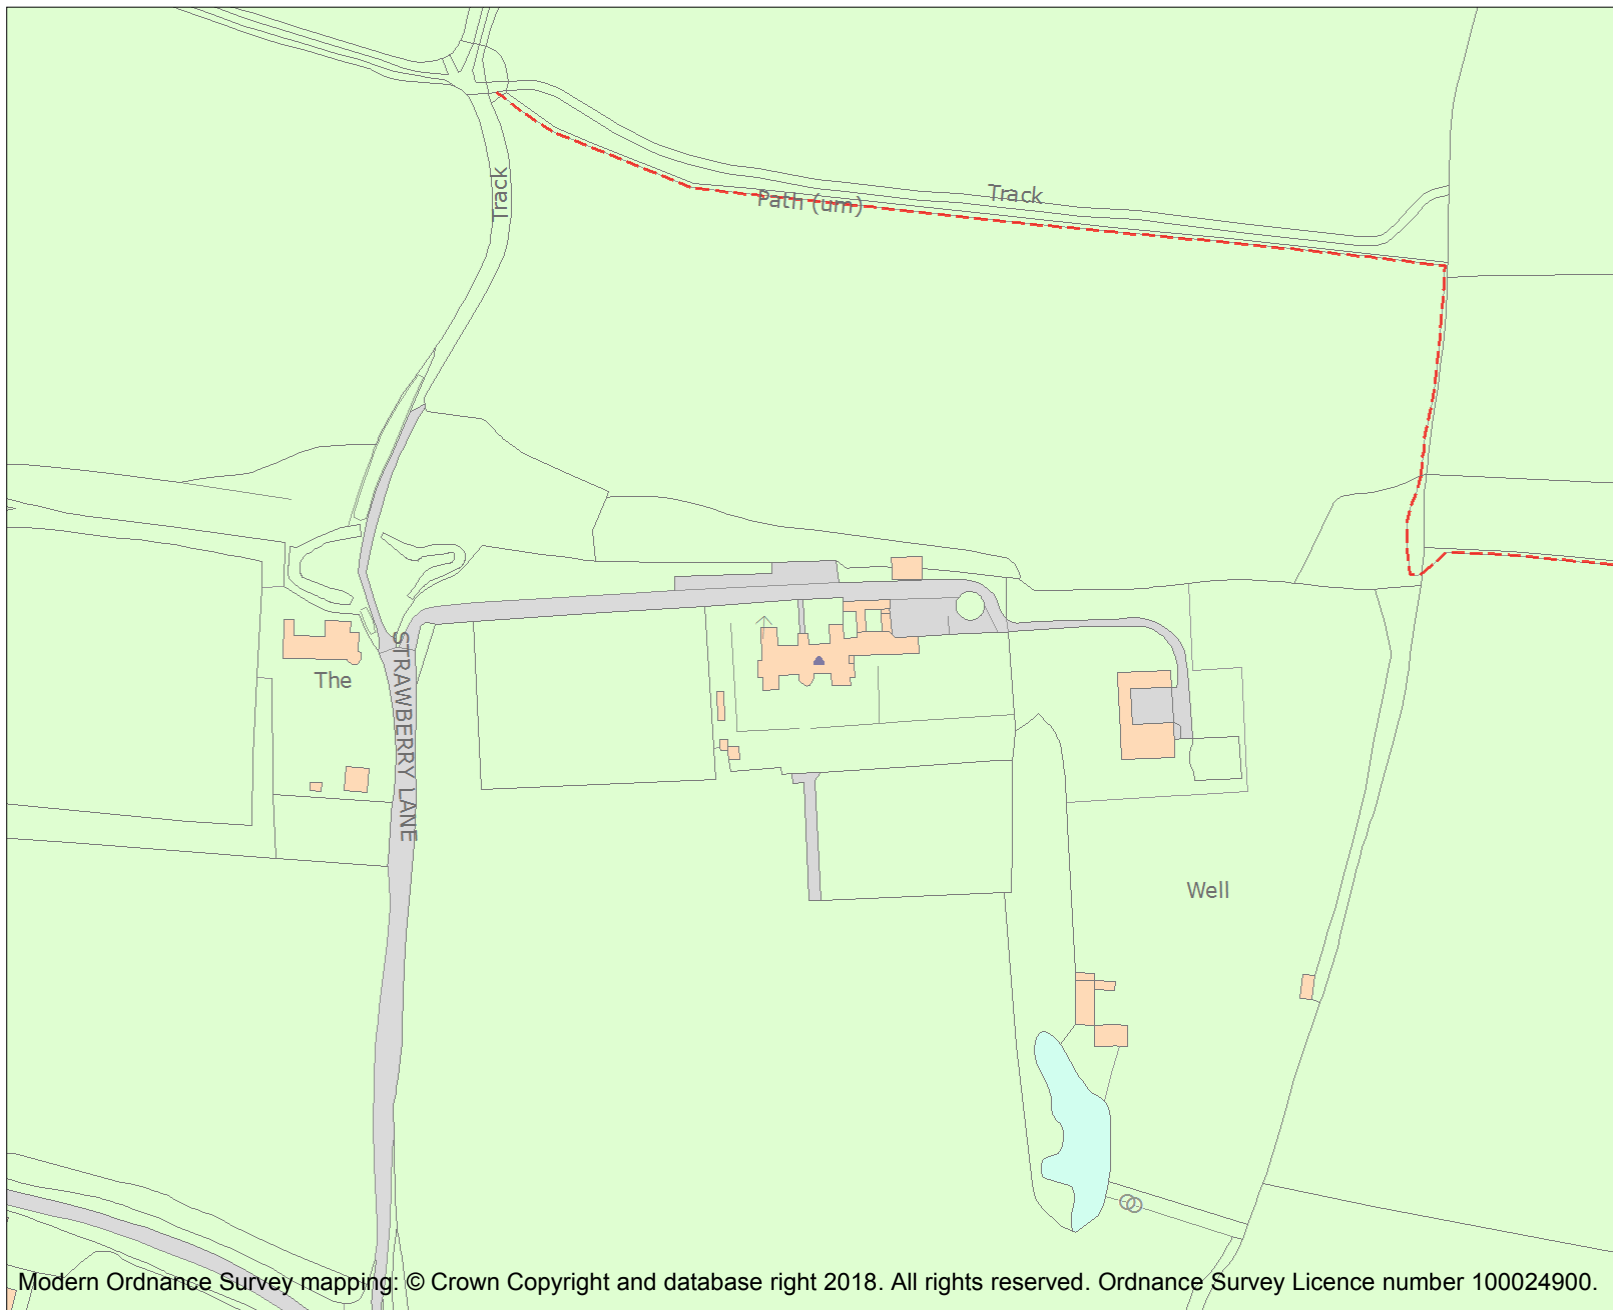 Track
Path (um)
Track
STRAWBERRY LANE
The
Well
Modern Ordnance Survey mapping: © Crown Copyright and database right 2018. All rights reserved. Ordnance Survey Licence number 100024900.